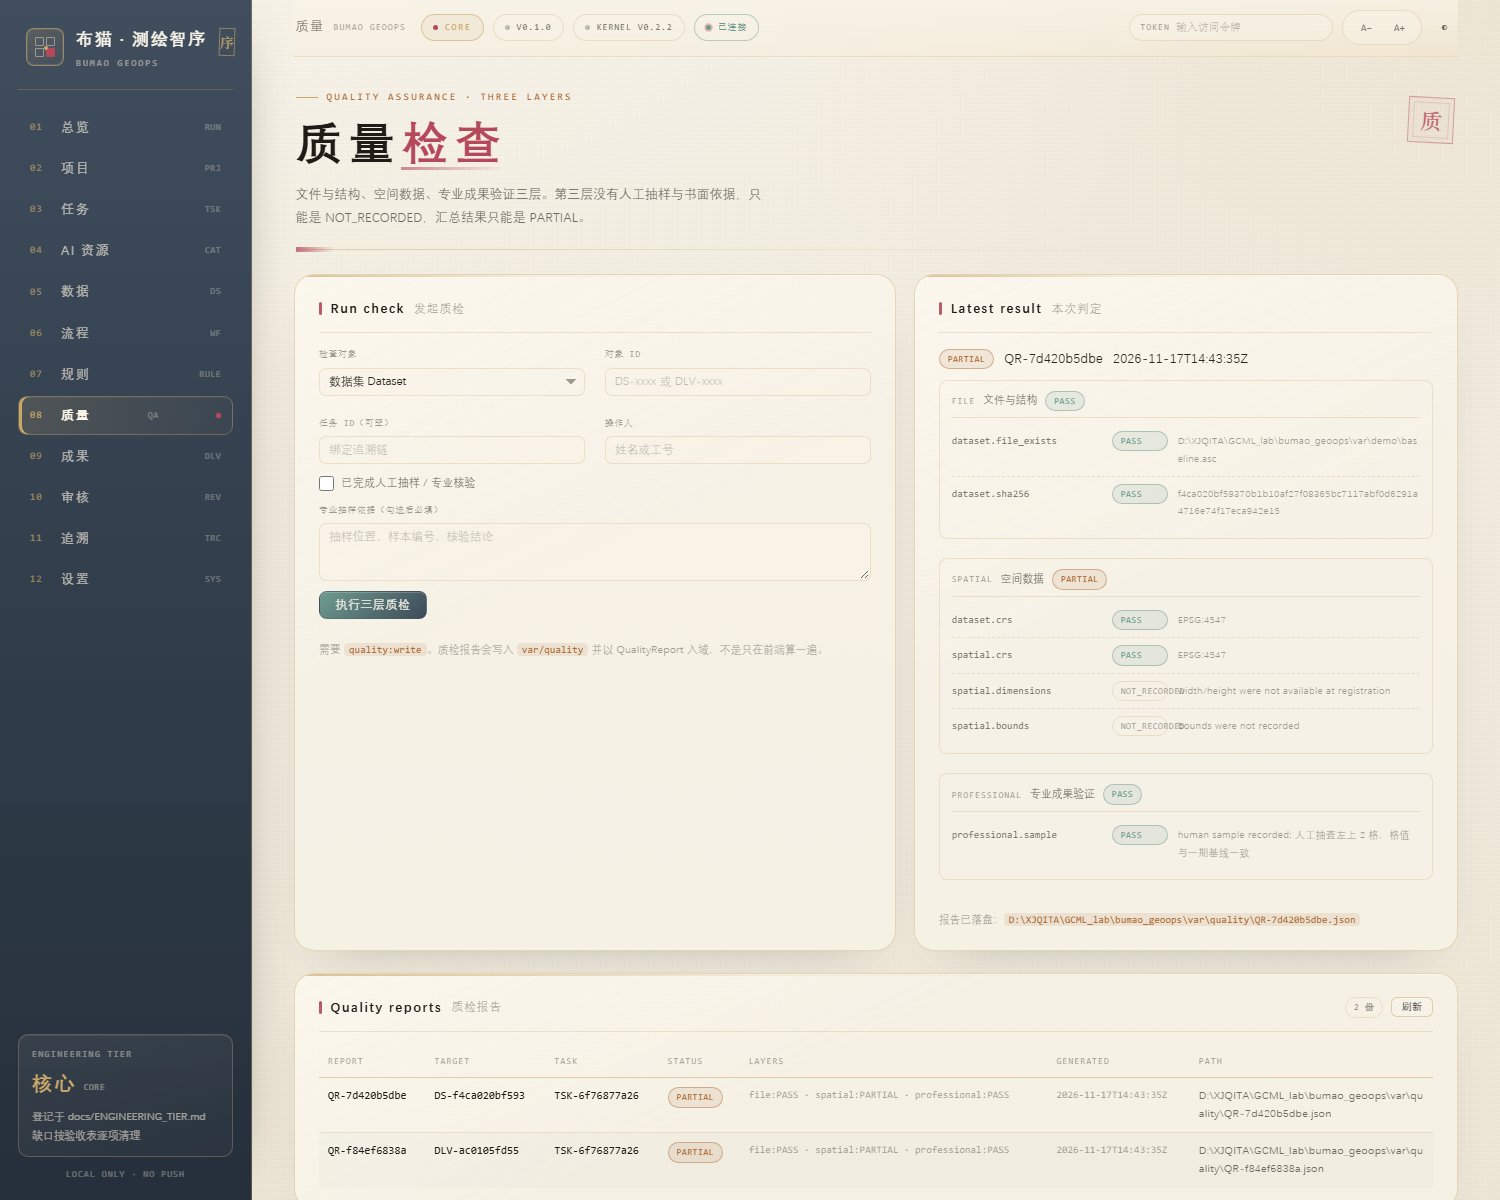 布猫 · 测绘智序
序
BUMAO GEOOPS
01 总览 RUN
02 项目 PRJ
03 任务 TSK
04 AI 资源 CAT
05 数据 DS
06 流程 WF
07 规则 RULE
08 质量 QA
09 成果 DLV
10 审核 REV
11 追溯 TRC
12 设置 SYS
ENGINEERING TIER
核心 CORE
登记于 docs/ENGINEERING_TIER.md
缺口按验收表逐项清理
LOCAL ONLY · NO PUSH
质量 BUMAO GEOOPS CORE V0.1.0 KERNEL V0.2.2 已连接 TOKEN 输入访问令牌 A− A+
QUALITY ASSURANCE · THREE LAYERS
质量检查
质
文件与结构、空间数据、专业成果验证三层。第三层没有人工抽样与书面依据，只
能是 NOT_RECORDED，汇总结果只能是 PARTIAL。
Run check 发起质检
检查对象 对象 ID
数据集 Dataset DS-xxxx 或 DLV-xxxx
任务 ID（可空） 操作人
绑定追溯链 姓名或工号
已完成人工抽样 / 专业核验
专业抽样依据（勾选后必填）
抽样位置、样本编号、核验结论
执行三层质检
需要 quality:write。质检报告会写入 var/quality 并以 QualityReport 入域，不是只在前端算一遍。
Latest result 本次判定
PARTIAL QR-7d420b5dbe 2026-11-17T14:43:35Z
FILE 文件与结构 PASS
dataset.file_exists PASS D:\XJQITA\GCML_lab\bumao_geoops\var\demo\bas
eline.asc
dataset.sha256 PASS f4ca020bf59370b1b10af27f08365bc7117abf0d6291a
4716e74f17eca942e15
SPATIAL 空间数据 PARTIAL
dataset.crs PASS EPSG:4547
spatial.crs PASS EPSG:4547
spatial.dimensions NOT_RECORDED width/height were not available at registration
spatial.bounds NOT_RECORDED bounds were not recorded
PROFESSIONAL 专业成果验证 PASS
professional.sample PASS human sample recorded: 人工抽查左上 2 格，格值
与一期基线一致
报告已落盘： D:\XJQITA\GCML_lab\bumao_geoops\var\quality\QR-7d420b5dbe.json
Quality reports 质检报告 2 份 刷新
REPORT TARGET TASK STATUS LAYERS GENERATED PATH
QR-7d420b5dbe DS-f4ca020bf593 TSK-6f76877a26 PARTIAL file:PASS · spatial:PARTIAL · professional:PASS 2026-11-17T14:43:35Z D:\XJQITA\GCML_lab\bumao_geoops\var\qu
ality\QR-7d420b5dbe.json
QR-f84ef6838a DLV-ac0105fd55 TSK-6f76877a26 PARTIAL file:PASS · spatial:PARTIAL · professional:PASS 2026-11-17T14:43:35Z D:\XJQITA\GCML_lab\bumao_geoops\var\qu
ality\QR-f84ef6838a.json